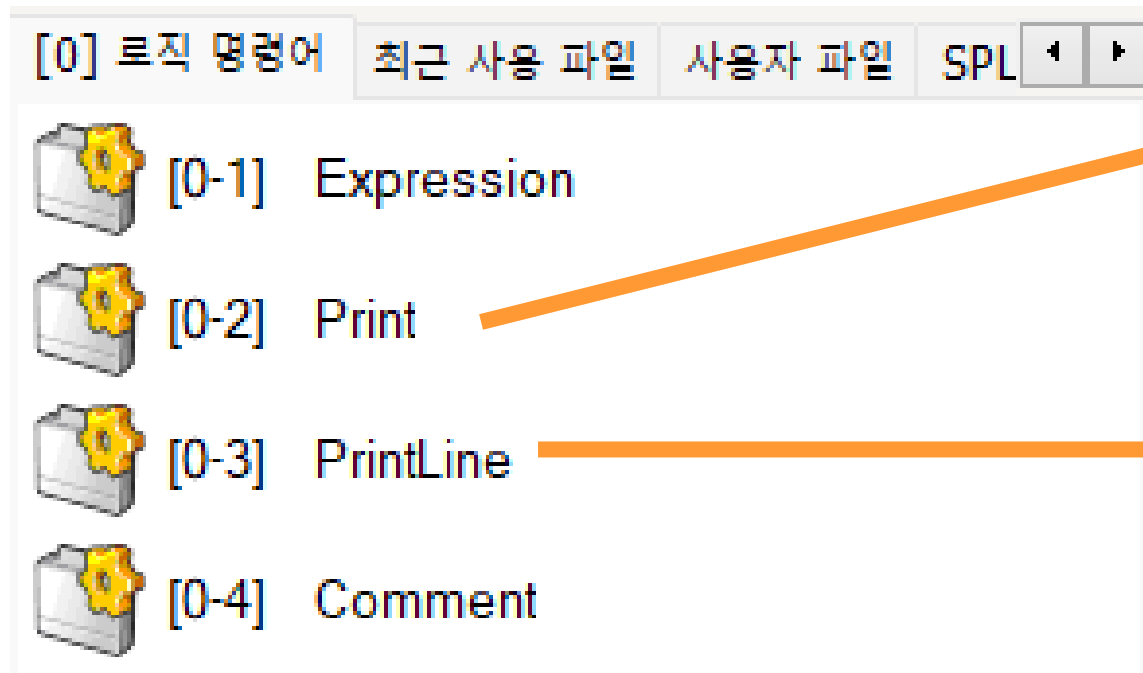 [0] 로직 명령어 최근 사용 파일 사용자 파일 SPL
[0-1] Expression
[0-2] Print
[0-3] PrintLine
[0-4] Comment